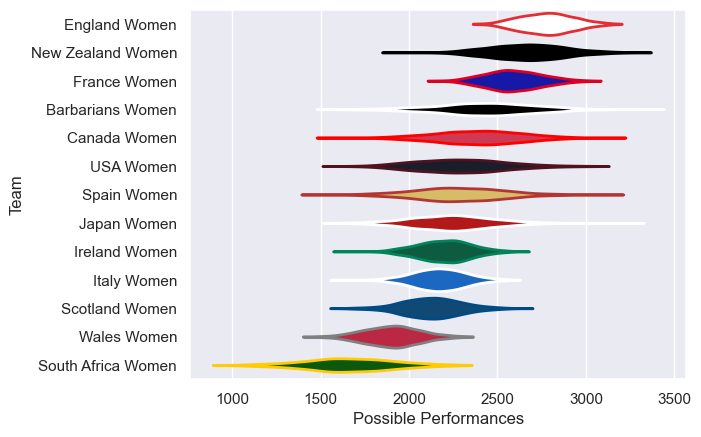 England Women
New Zealand Women
France Women
Barbarians Women
Canada Women
USA Women
Spain Women
Japan Women
Ireland Women
Italy Women
Scotland Women
Wales Women
South Africa Women
Team
1000 1500 2000 2500 3000 3500
Possible Performances